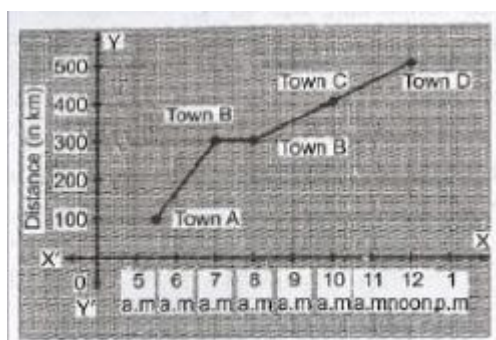 Y
500
Town C
Town D
400
Town B
300
Town B
200
100
Town A
Distance (in km)
X
X'
0
5 6 7 8 9 10 11 12 1
Y'
a.m a.m a.m a.m a.m a.m a.m noon p.m